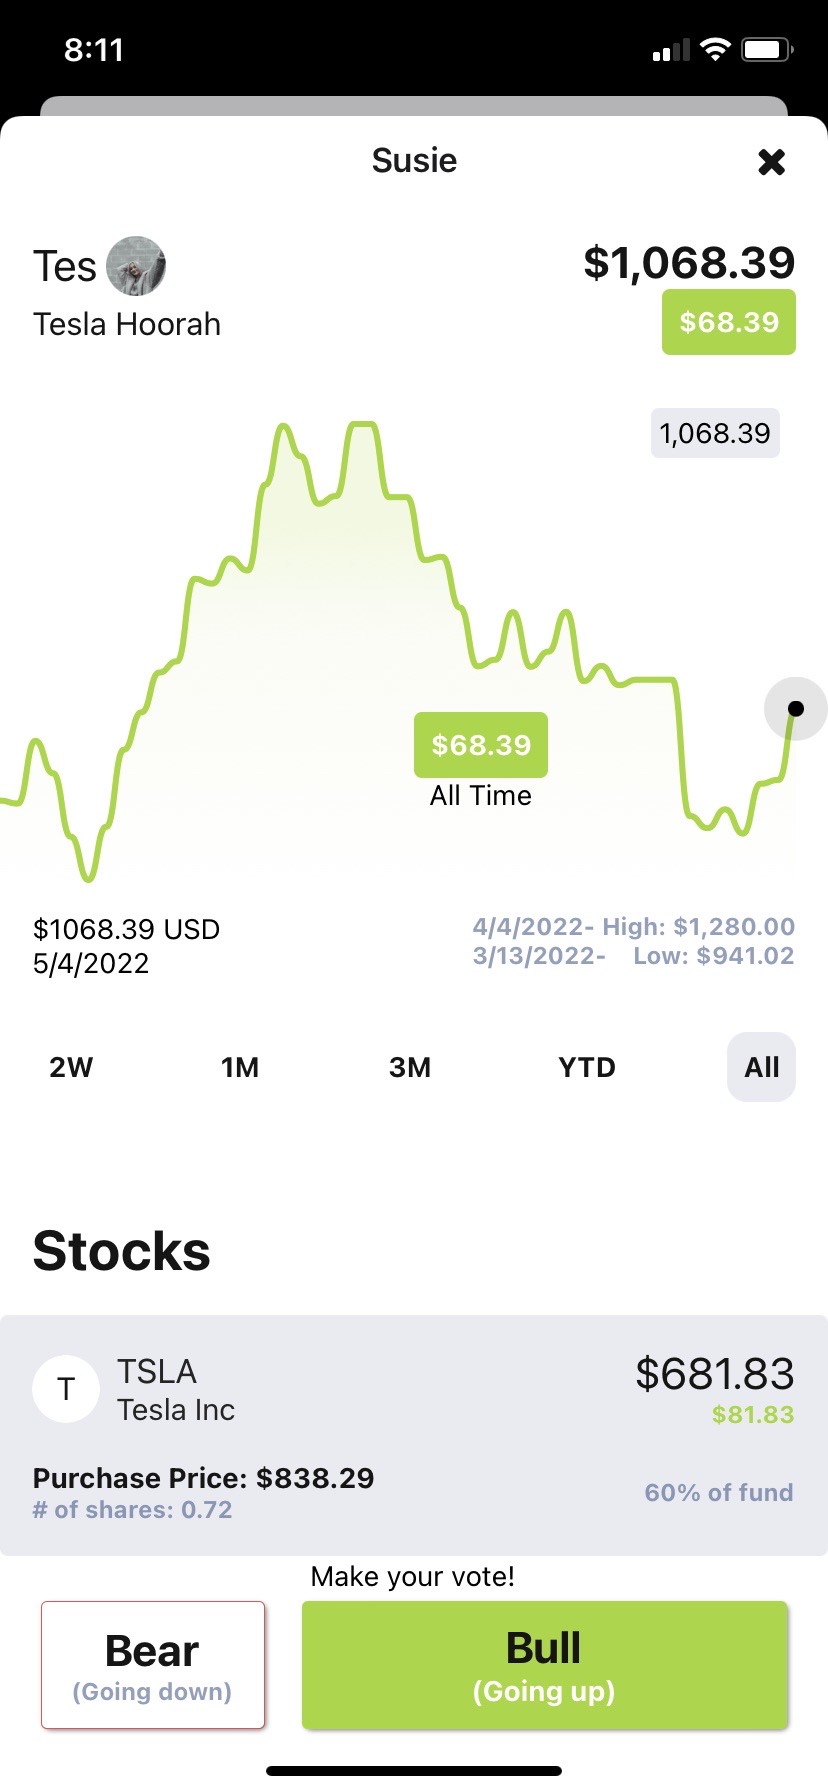 8:11
Susie
Tes
$1,068.39
Tesla Hoorah
$68.39
1,068.39
$68.39
All Time
$1068.39 USD
5/4/2022
4/4/2022- High: $1,280.00
3/13/2022- Low: $941.02
2W 1M 3M YTD All
Stocks
T
TSLA
Tesla Inc
$681.83
$81.83
Purchase Price: $838.29
# of shares: 0.72
60% of fund
Make your vote!
Bear
(Going down)
Bull
(Going up)